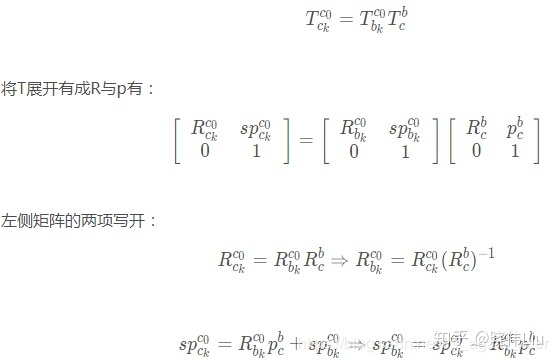 $T_{c_k}^{c_0} = T_{b_k}^{c_0} T_c^b$
将T展开有成R与p有：
$\begin{bmatrix} R_{c_k}^{c_0} & sp_{c_k}^{c_0} \\ 0 & 1 \end{bmatrix} = \begin{bmatrix} R_{b_k}^{c_0} & sp_{b_k}^{c_0} \\ 0 & 1 \end{bmatrix} \begin{bmatrix} R_c^b & p_c^b \\ 0 & 1 \end{bmatrix}$
左侧矩阵的两项写开：
$R_{c_k}^{c_0} = R_{b_k}^{c_0} R_c^b \Rightarrow R_{b_k}^{c_0} = R_{c_k}^{c_0} (R_c^b)^{-1}$
$sp_{c_k}^{c_0} = R_{b_k}^{c_0} p_c^b + sp_{b_k}^{c_0} \Rightarrow sp_{b_k}^{c_0} = sp_{c_k}^{c_0} - R_{b_k}^{c_0} p_c^b$
知乎